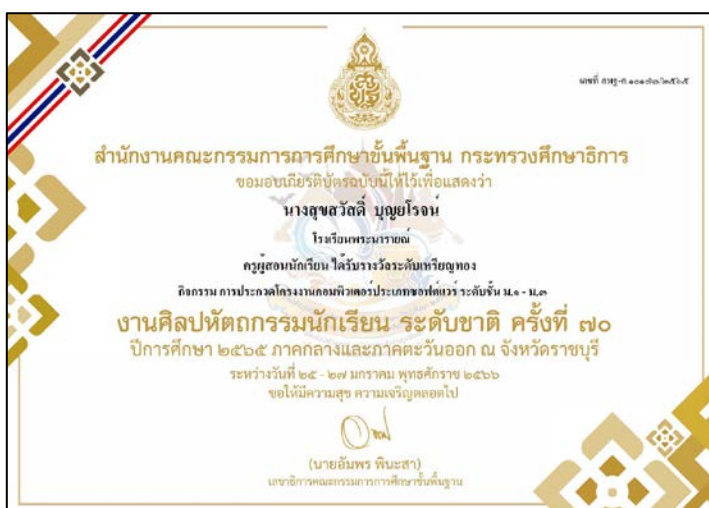 เลขที่
สำนักงานคณะกรรมการการศึกษาขั้นพื้นฐาน กระทรวงศึกษาธิการ
ขอมอบเกียรติบัตรฉบับนี้ให้ไว้เพื่อแสดงว่า
นางสุขสวัสดิ์ บุญยโรจน์
โรงเรียนพระนารายณ์
ครูผู้สอนนักเรียน ได้รับรางวัลระดับเหรียญทอง
กิจกรรม การประกวดโครงงานคอมพิวเตอร์ประเภทซอฟต์แวร์ ระดับชั้น ม.๑ - ม.๓
งานศิลปหัตถกรรมนักเรียน ระดับชาติ ครั้งที่ ๗๐
ปีการศึกษา ๒๕๖๕ ภาคกลางและภาคตะวันออก ณ จังหวัดราชบุรี
ระหว่างวันที่ ๒๕ - ๒๗ มกราคม พุทธศักราช ๒๕๖๖
ขอให้มีความสุข ความเจริญตลอดไป
(นายอัมพร พินะสา)
เลขาธิการคณะกรรมการการศึกษาขั้นพื้นฐาน